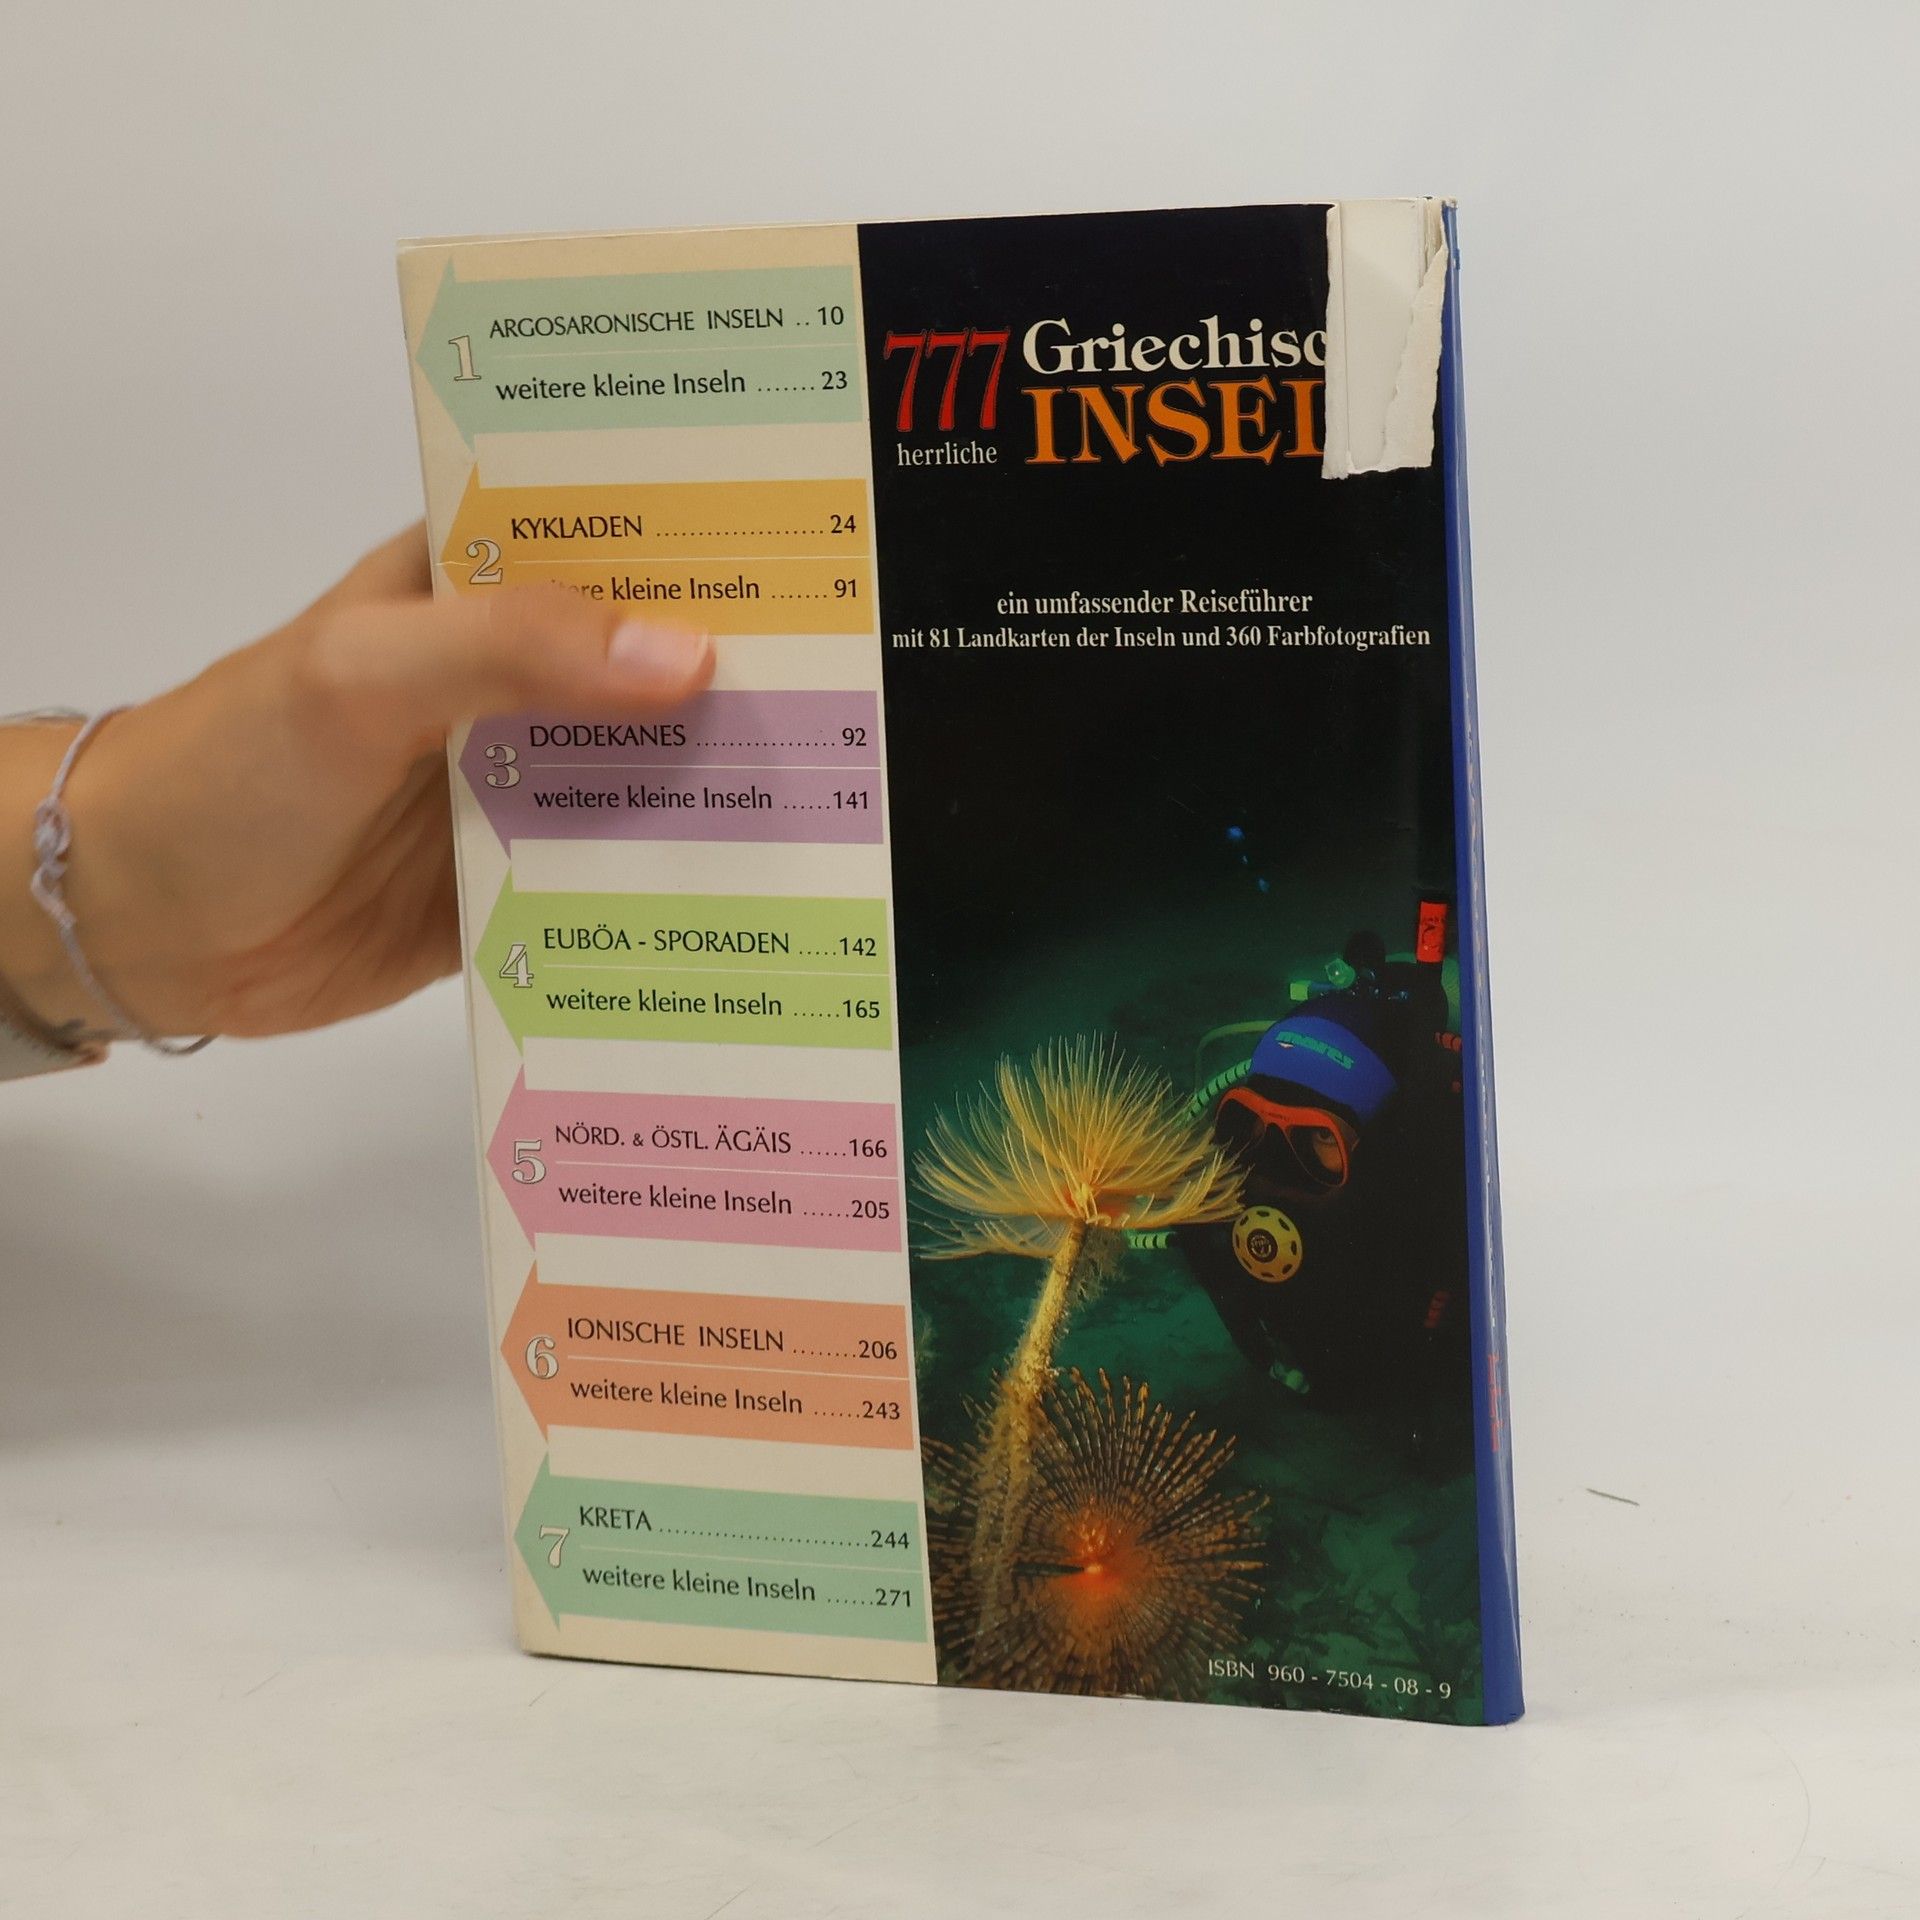 1
ARGOSARONISCHE INSELN .. 10
weitere kleine Inseln ....... 23
2
KYKLADEN .................... 24
kleine Inseln ....... 91
3
DODEKANES ................. 92
weitere kleine Inseln ......141
4
EUBÖA - SPORADEN .....142
weitere kleine Inseln ......165
5
NÖRD. & ÖSTL. ÄGÄIS ......166
weitere kleine Inseln ......205
6
IONISCHE INSELN ........206
weitere kleine Inseln ......243
7
KRETA ..........................244
weitere kleine Inseln ......271
777 Griechisc
herrliche INSEL
ein umfassender Reiseführer
mit 81 Landkarten der Inseln und 360 Farbfotografien
mares
ISBN 960 - 7504 - 08 - 9